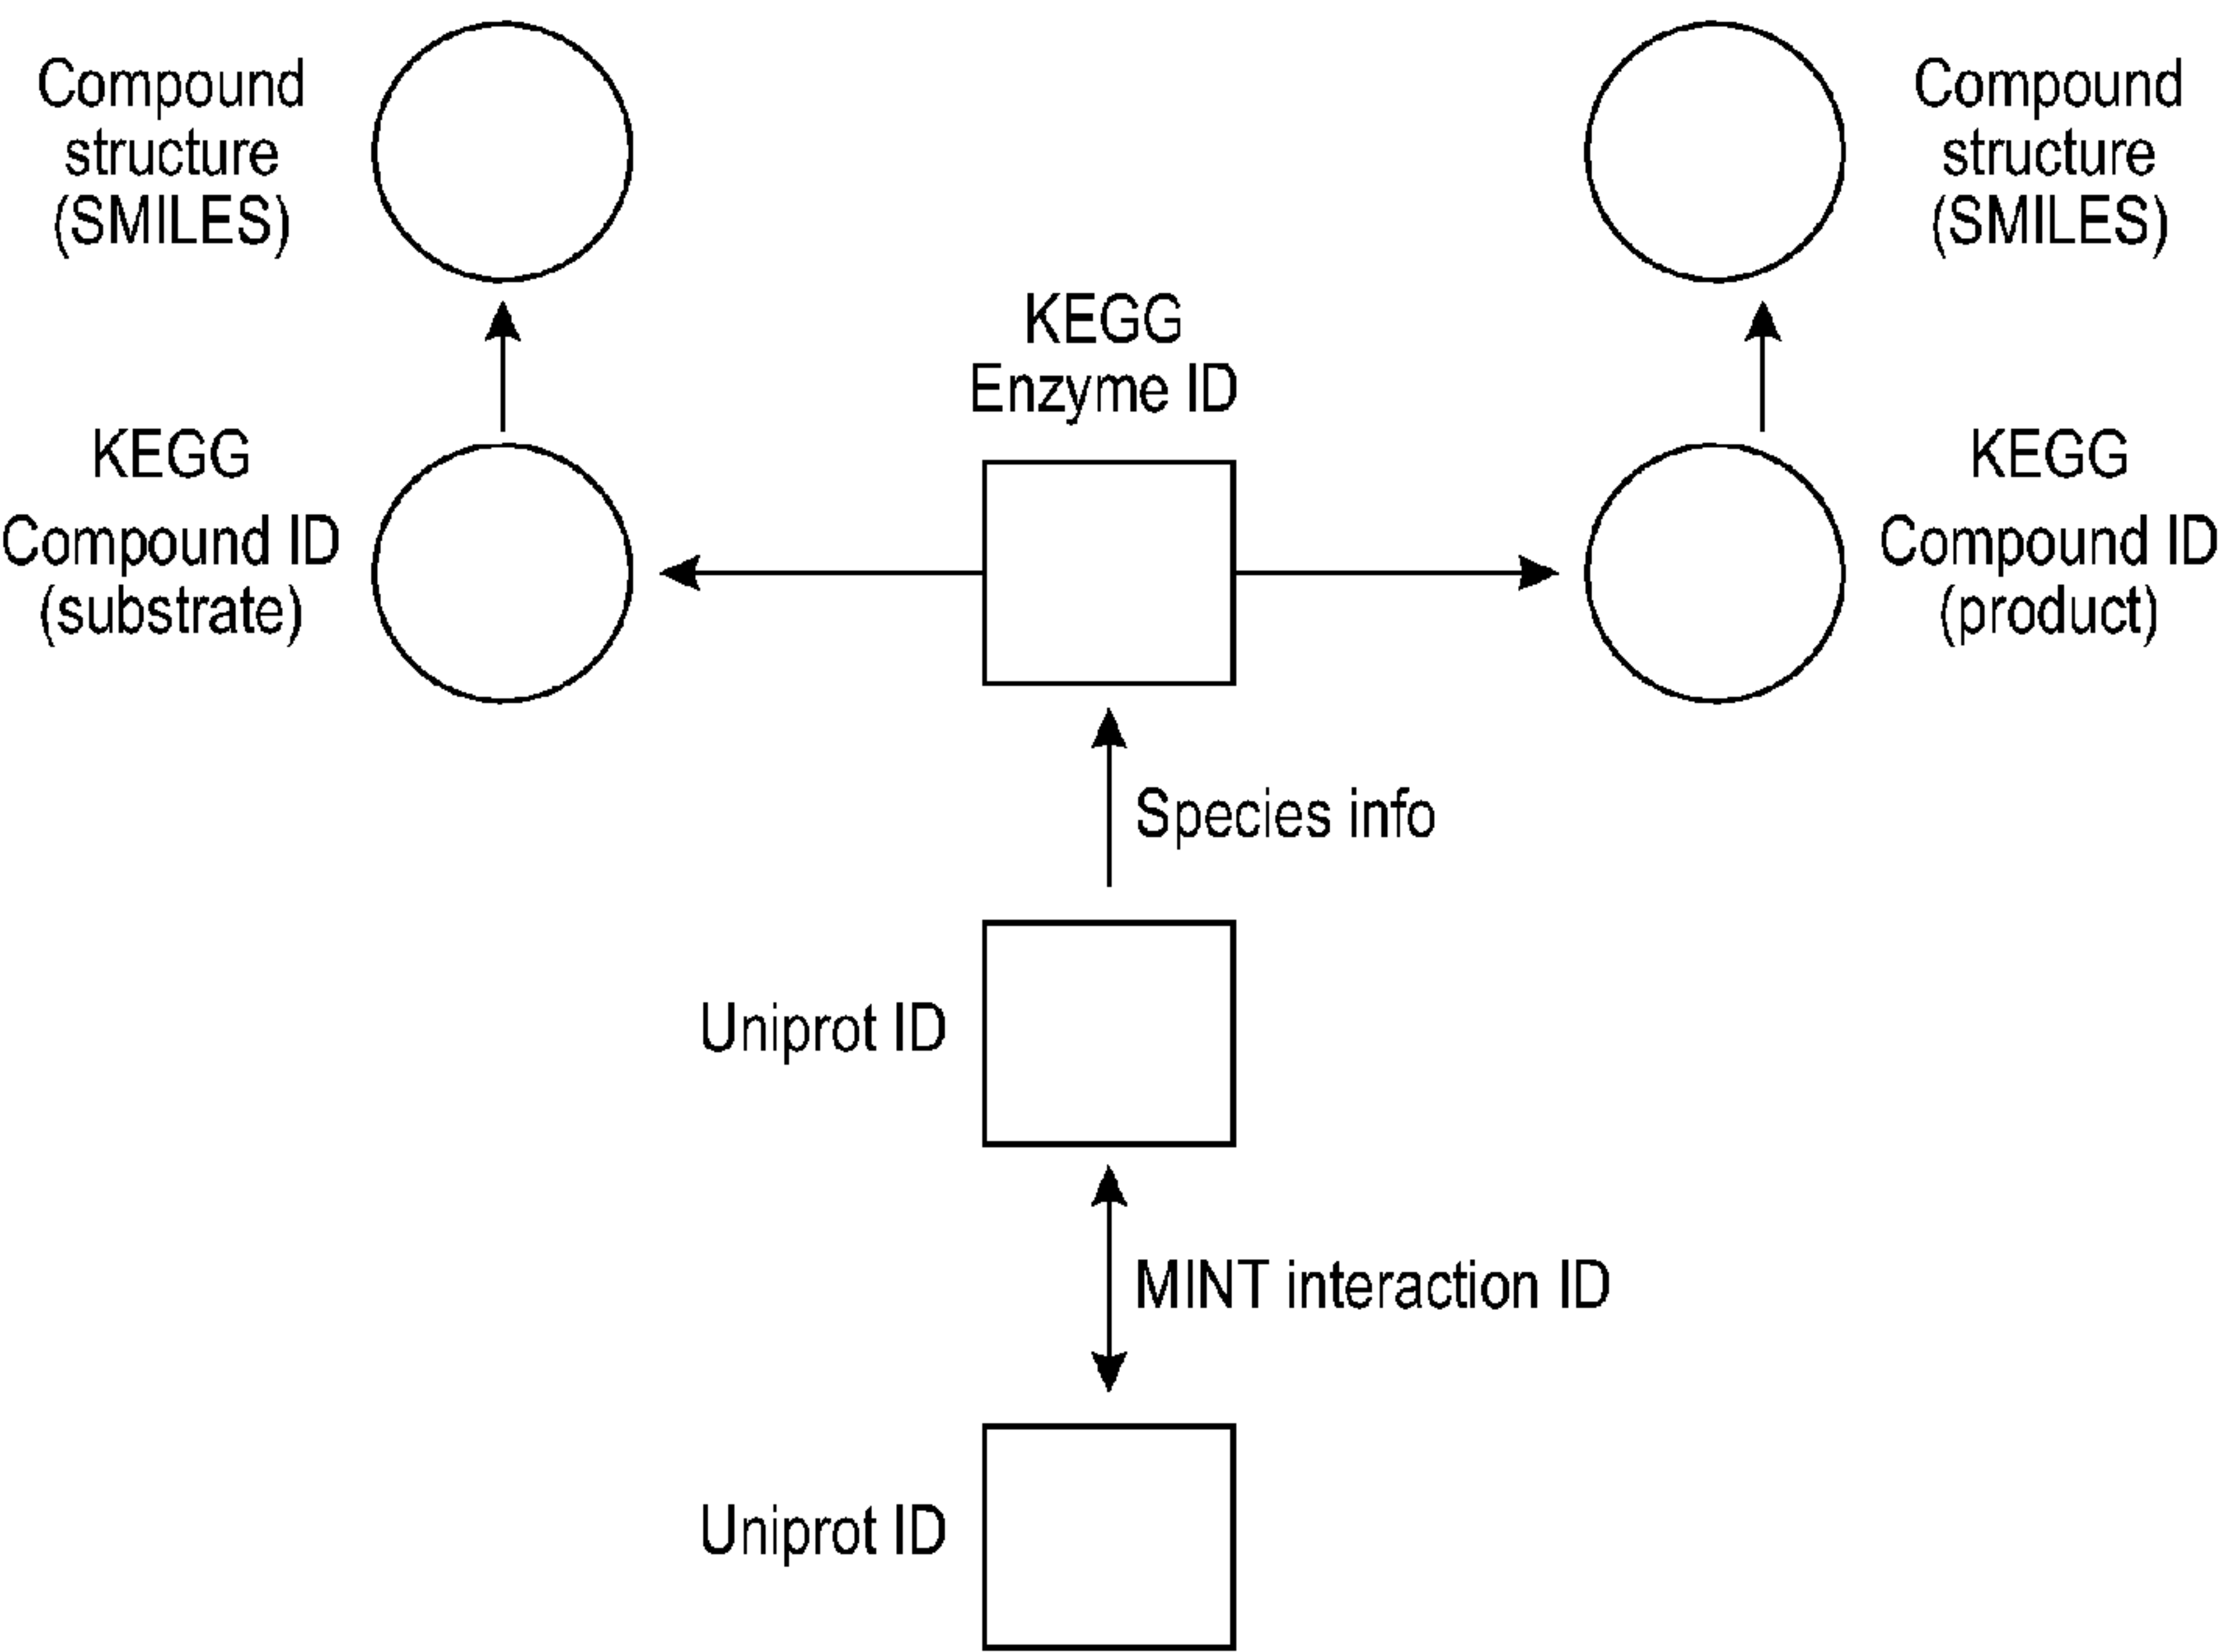 Compound
structure
(SMILES)
Compound
structure
(SMILES)
KEGG
Enzyme ID
KEGG
Compound ID
(substrate)
KEGG
Compound ID
(product)
Species info
Uniprot ID
MINT interaction ID
Uniprot ID